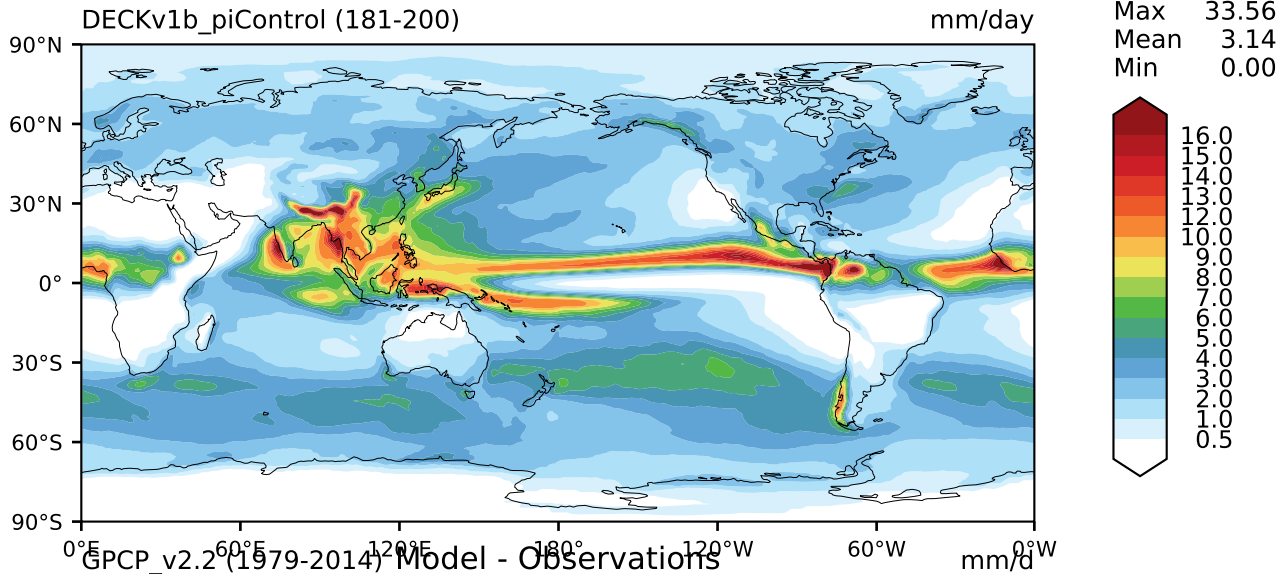 DECKv1b_piControl (181-200) mm/day
Max 33.56
Mean 3.14
Min 0.00
90°N
60°N
30°N
0°
30°S
60°S
90°S
16.0
15.0
14.0
13.0
12.0
10.0
9.0
8.0
7.0
6.0
5.0
4.0
3.0
2.0
1.0
0.5
0°E 60°E 120°E 180° 120°W 60°W 0°W
GPCP_v2.2 (1979-2014) Model - Observations mm/d